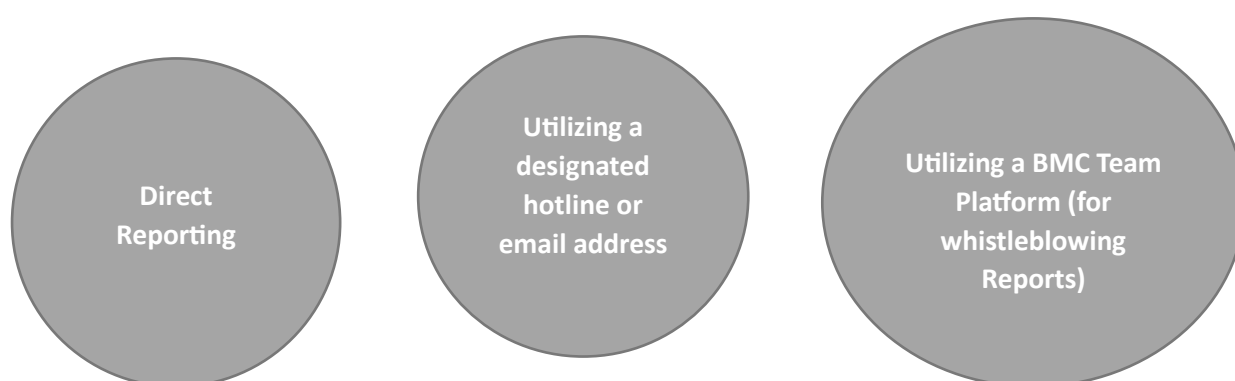 Direct
Reporting
Utilizing a
designated
hotline or
email address
Utilizing a BMC Team
Platform (for
whistleblowing
Reports)